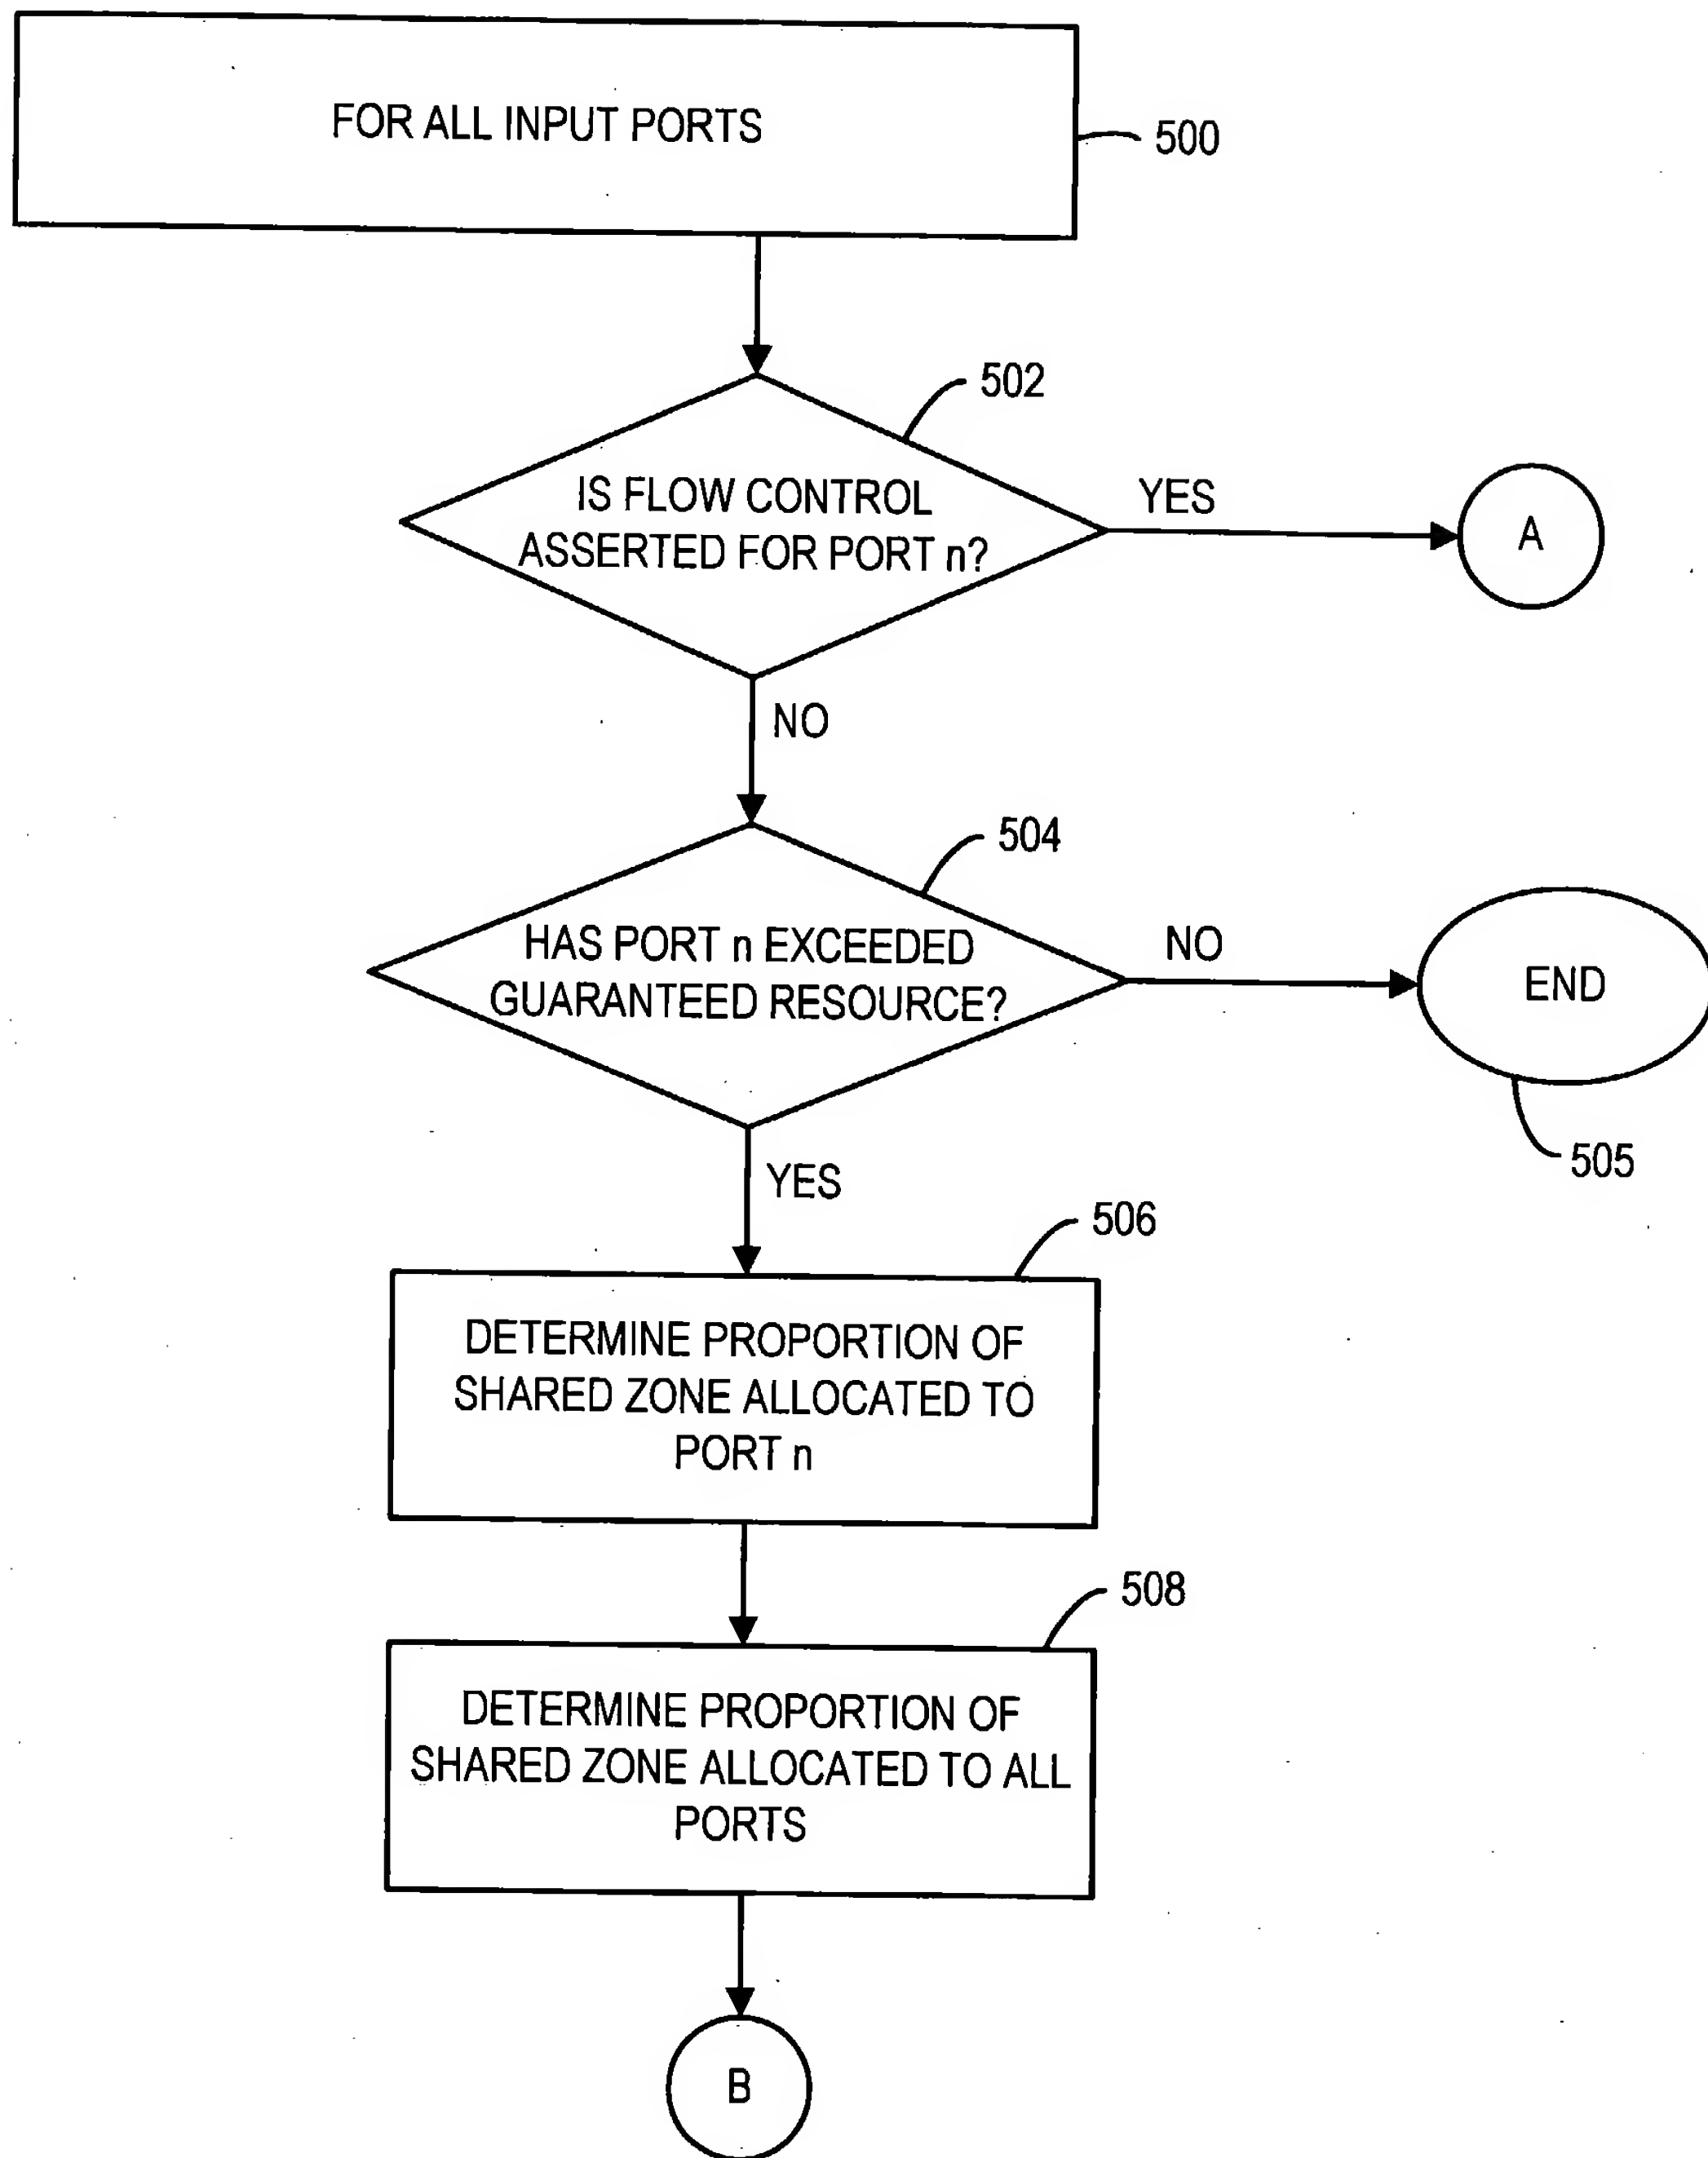 FOR ALL INPUT PORTS
500
502
IS FLOW CONTROL
ASSERTED FOR PORT n?
YES
A
NO
504
HAS PORT n EXCEEDED
GUARANTEED RESOURCE?
NO
END
505
YES
506
DETERMINE PROPORTION OF
SHARED ZONE ALLOCATED TO
PORT n
508
DETERMINE PROPORTION OF
SHARED ZONE ALLOCATED TO ALL
PORTS
B